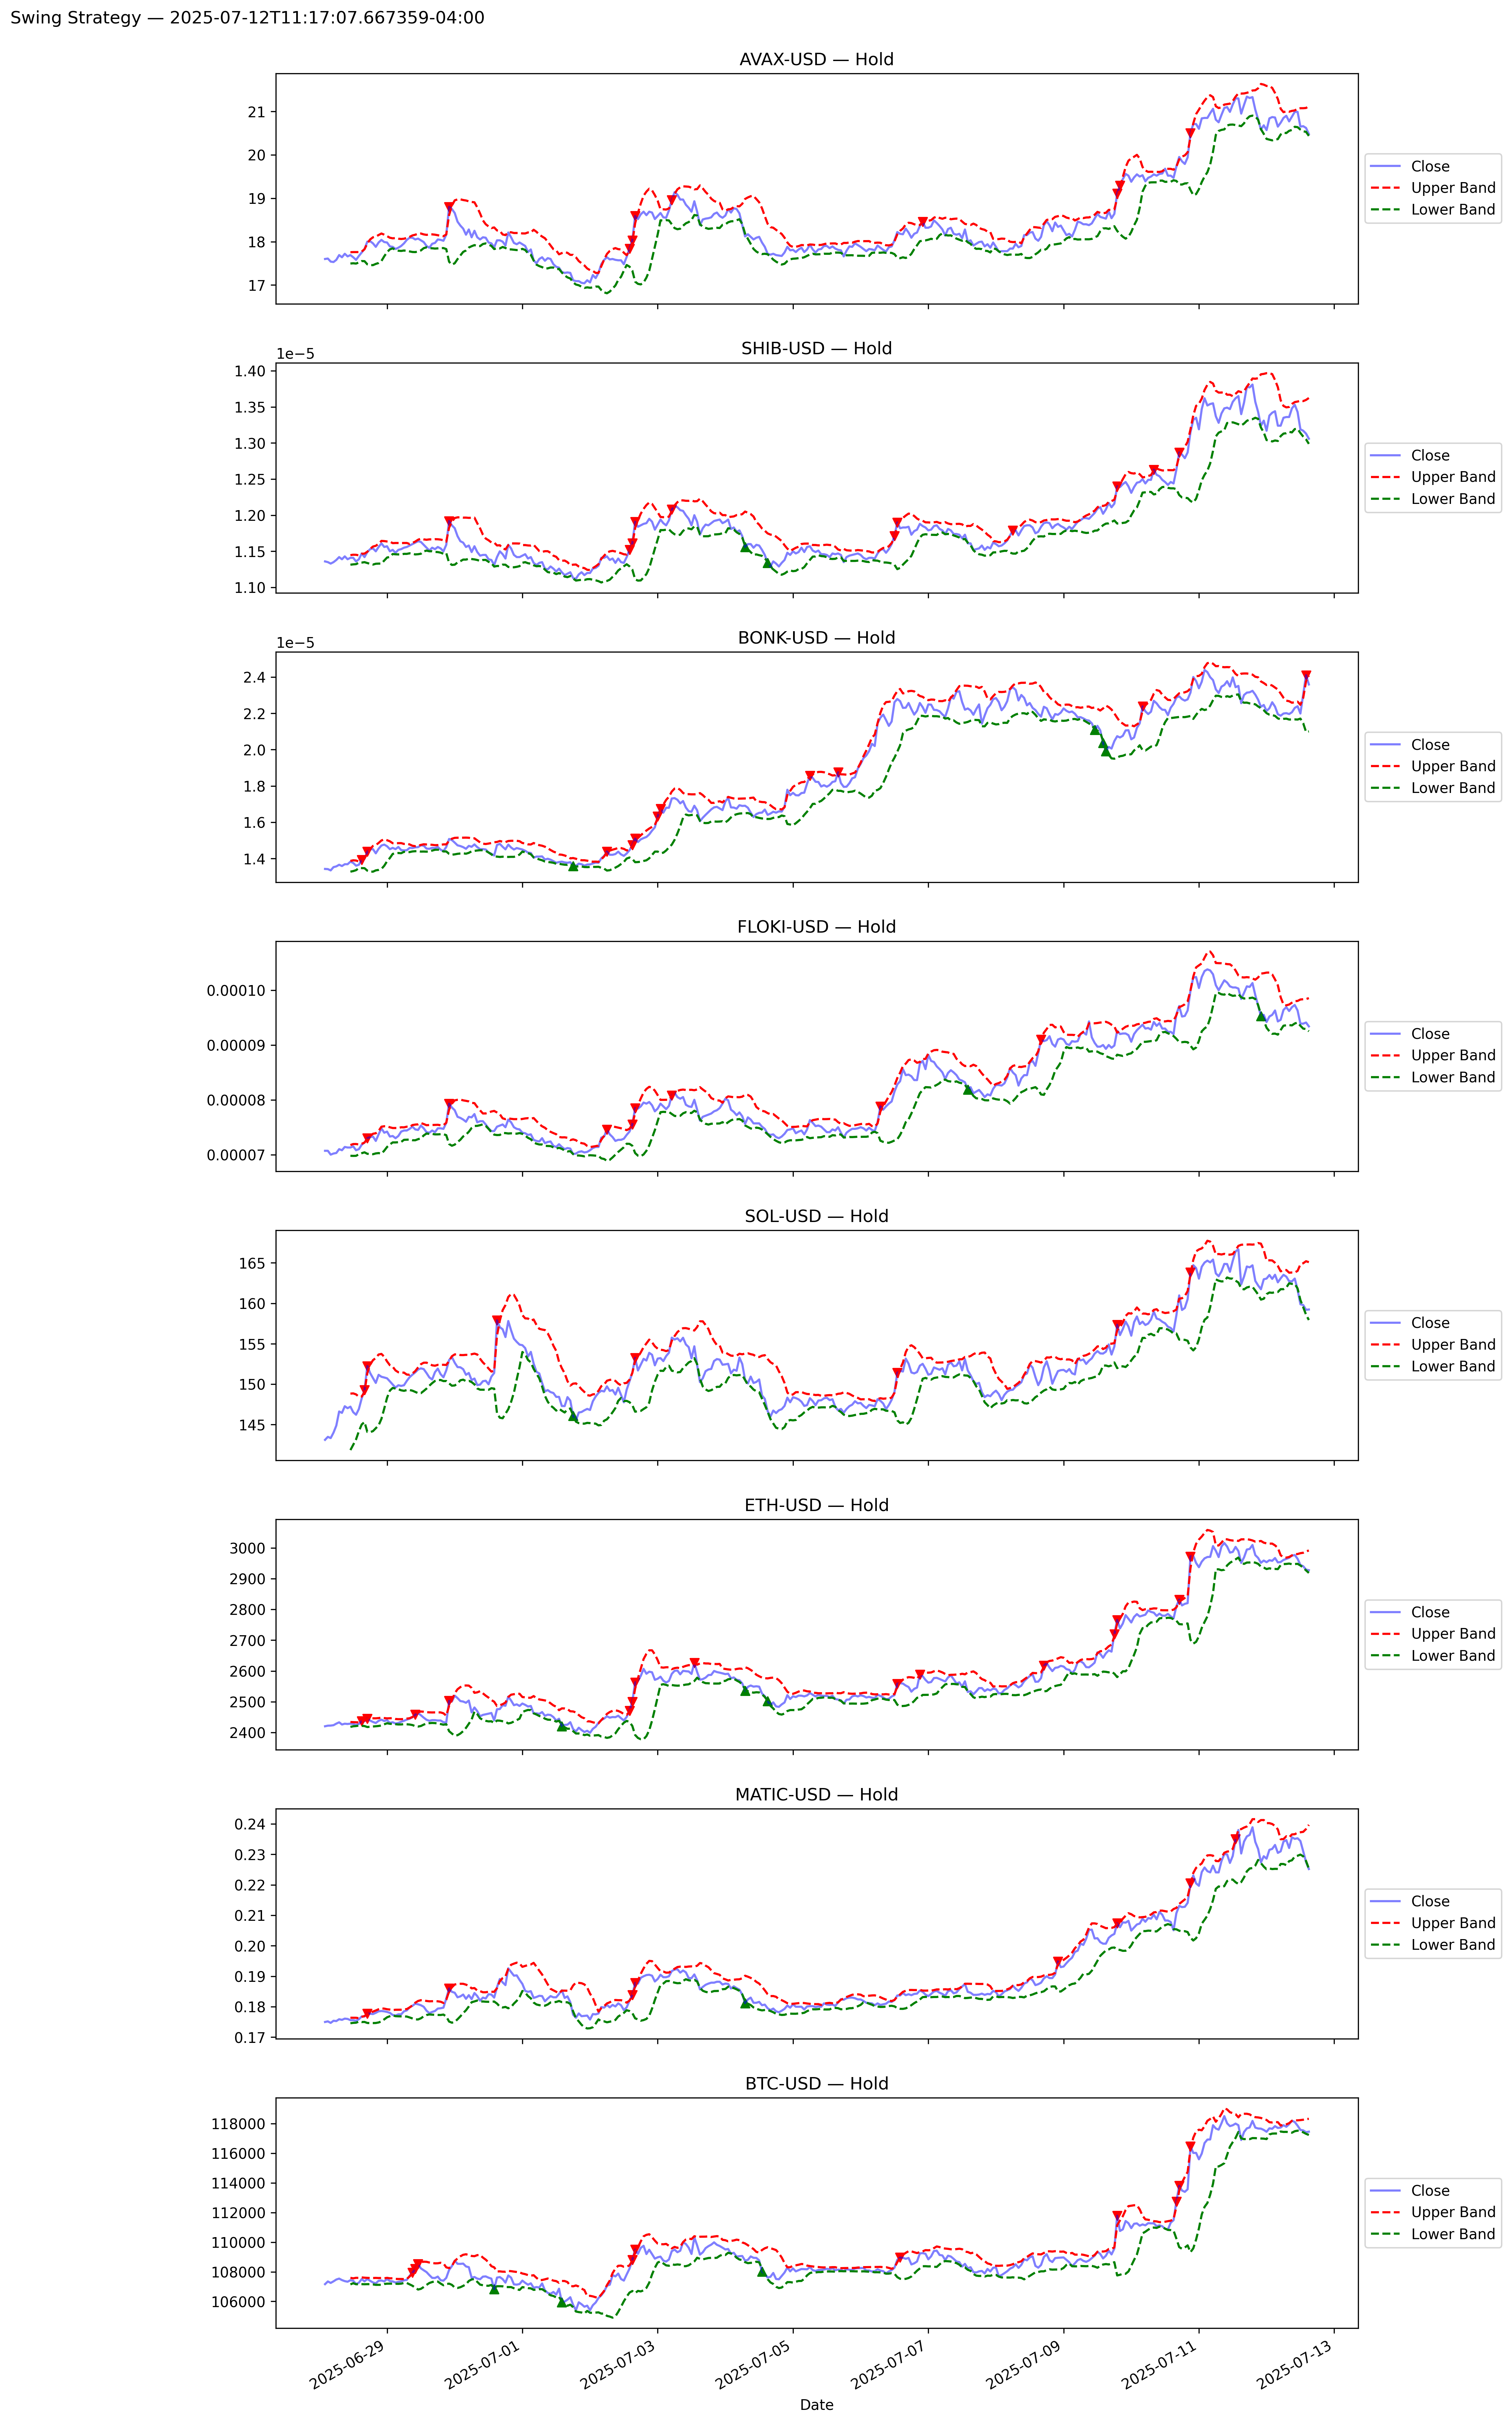 Swing Strategy — 2025-07-12T11:17:07.667359-04:00
AVAX-USD — Hold
21
20
19
18
17
Close
Upper Band
Lower Band
SHIB-USD — Hold
1e−5
1.40
1.35
1.30
1.25
1.20
1.15
1.10
Close
Upper Band
Lower Band
BONK-USD — Hold
1e−5
2.4
2.2
2.0
1.8
1.6
1.4
Close
Upper Band
Lower Band
FLOKI-USD — Hold
0.00010
0.00009
0.00008
0.00007
Close
Upper Band
Lower Band
SOL-USD — Hold
165
160
155
150
145
Close
Upper Band
Lower Band
ETH-USD — Hold
3000
2900
2800
2700
2600
2500
2400
Close
Upper Band
Lower Band
MATIC-USD — Hold
0.24
0.23
0.22
0.21
0.20
0.19
0.18
0.17
Close
Upper Band
Lower Band
BTC-USD — Hold
118000
116000
114000
112000
110000
108000
106000
Close
Upper Band
Lower Band
2025-06-29
2025-07-01
2025-07-03
2025-07-05
2025-07-07
2025-07-09
2025-07-11
2025-07-13
Date